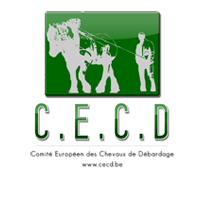 C.E.C.D
Comité Européen des Chevaux de Débardage
www.cecd.be